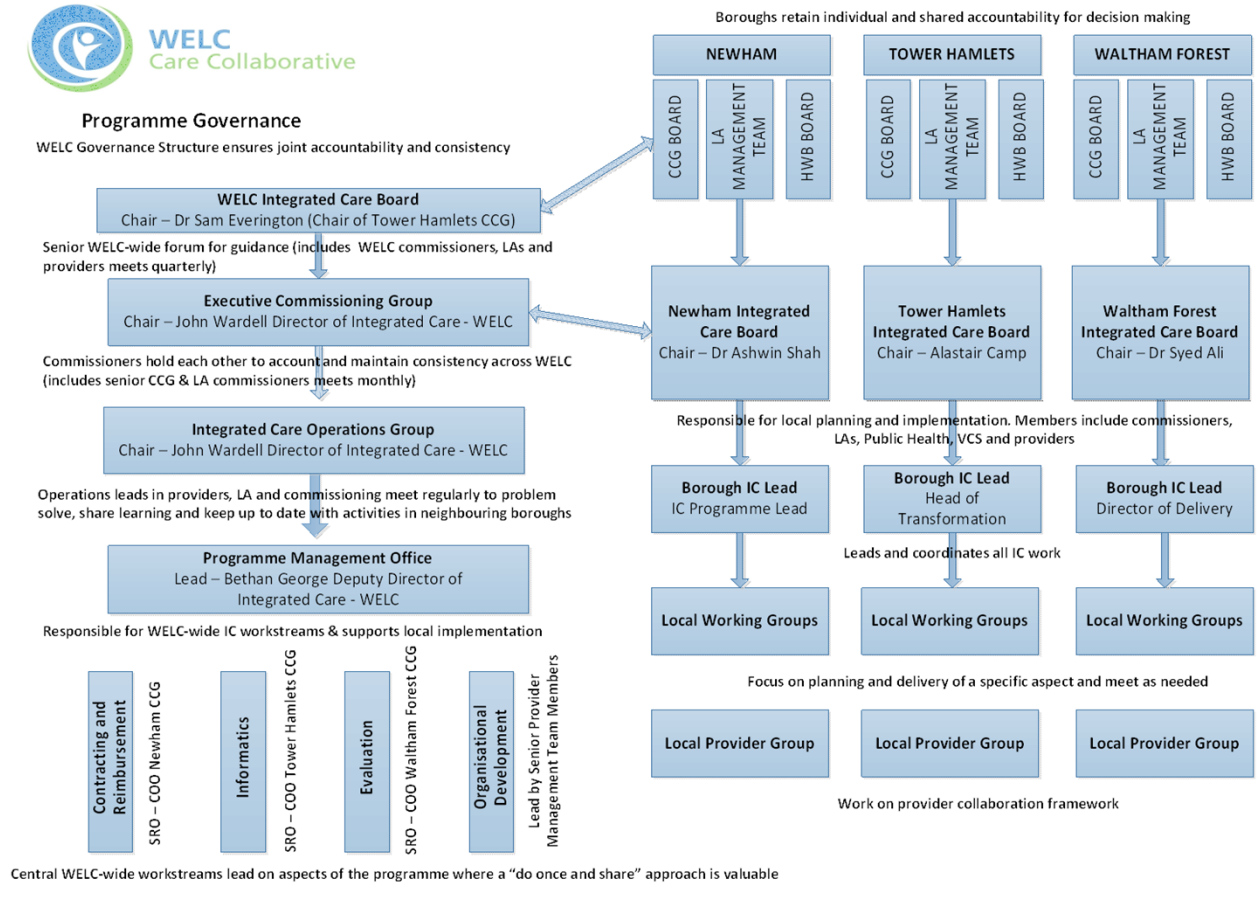 WELC
Care Collaborative
Programme Governance
WELC Governance Structure ensures joint accountability and consistency
WELC Integrated Care Board
Chair – Dr Sam Everington (Chair of Tower Hamlets CCG)
Senior WELC-wide forum for guidance (includes WELC commissioners, LAs and
providers meets quarterly)
Executive Commissioning Group
Chair – John Wardell Director of Integrated Care - WELC
Commissioners hold each other to account and maintain consistency across WELC
(includes senior CCG & LA commissioners meets monthly)
Integrated Care Operations Group
Chair – John Wardell Director of Integrated Care - WELC
Operations leads in providers, LA and commissioning meet regularly to problem
solve, share learning and keep up to date with activities in neighbouring boroughs
Programme Management Office
Lead – Bethan George Deputy Director of
Integrated Care - WELC
Responsible for WELC-wide IC workstreams & supports local implementation
Contracting and
Reimbursement
SRO – COO Newham CCG
Informatics
SRO – COO Tower Hamlets CCG
Evaluation
SRO – COO Waltham Forest CCG
Organisational
Development
Lead by Senior Provider
Management Team Members
Central WELC-wide workstreams lead on aspects of the programme where a “do once and share” approach is valuable
Boroughs retain individual and shared accountability for decision making
NEWHAM
TOWER HAMLETS
WALTHAM FOREST
CCG BOARD
LA
MANAGEMENT
TEAM
HWB BOARD
CCG BOARD
LA
MANAGEMENT
TEAM
HWB BOARD
CCG BOARD
LA
MANAGEMENT
TEAM
HWB BOARD
Newham Integrated
Care Board
Chair – Dr Ashwin Shah
Tower Hamlets
Integrated Care Board
Chair – Alastair Camp
Waltham Forest
Integrated Care Board
Chair – Dr Syed Ali
Responsible for local planning and implementation. Members include commissioners,
LAs, Public Health, VCS and providers
Borough IC Lead
IC Programme Lead
Borough IC Lead
Head of
Transformation
Borough IC Lead
Director of Delivery
Leads and coordinates all IC work
Local Working Groups
Local Working Groups
Local Working Groups
Focus on planning and delivery of a specific aspect and meet as needed
Local Provider Group
Local Provider Group
Local Provider Group
Work on provider collaboration framework